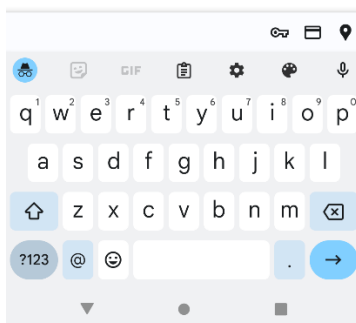 GIF
q1 w2 e3 r4 t5 y6 u7 i8 o9 p0
a s d f g h j k l
z x c v b n m
?123 @ .